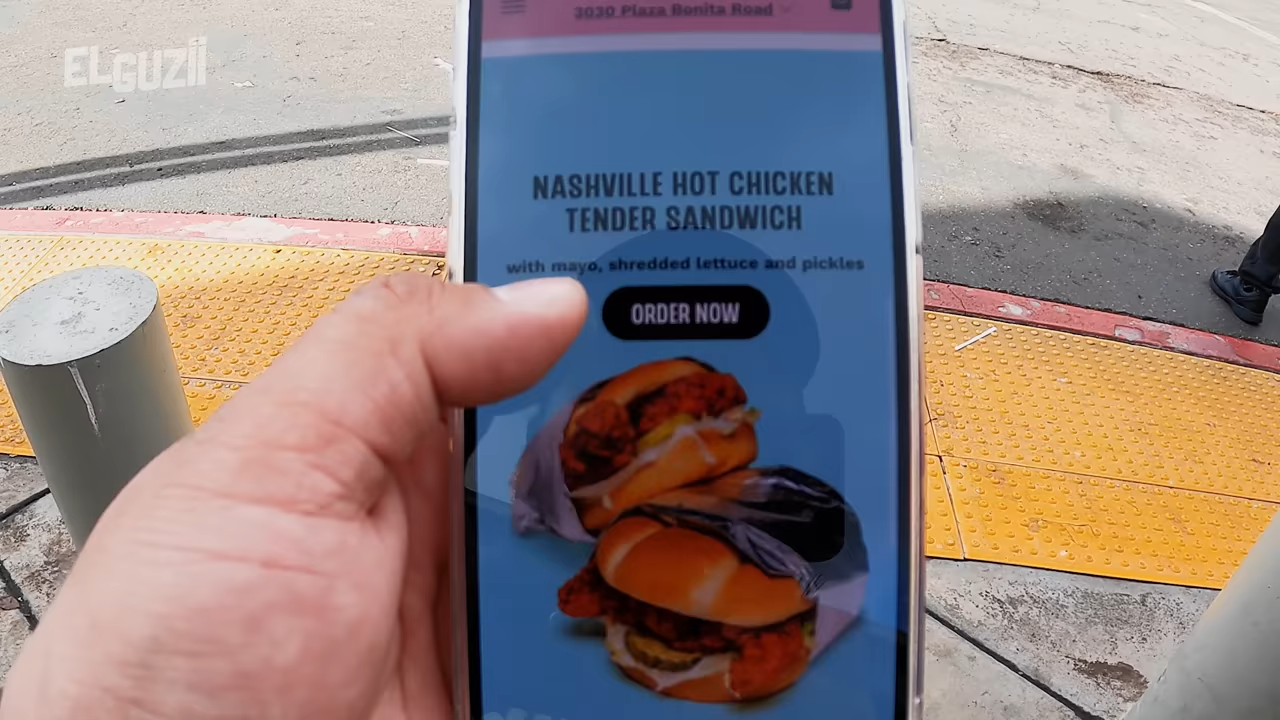 ELGUZii
3030 Plaza Bonita Road
NASHVILLE HOT CHICKEN
TENDER SANDWICH
with mayo, shredded lettuce and pickles
ORDER NOW